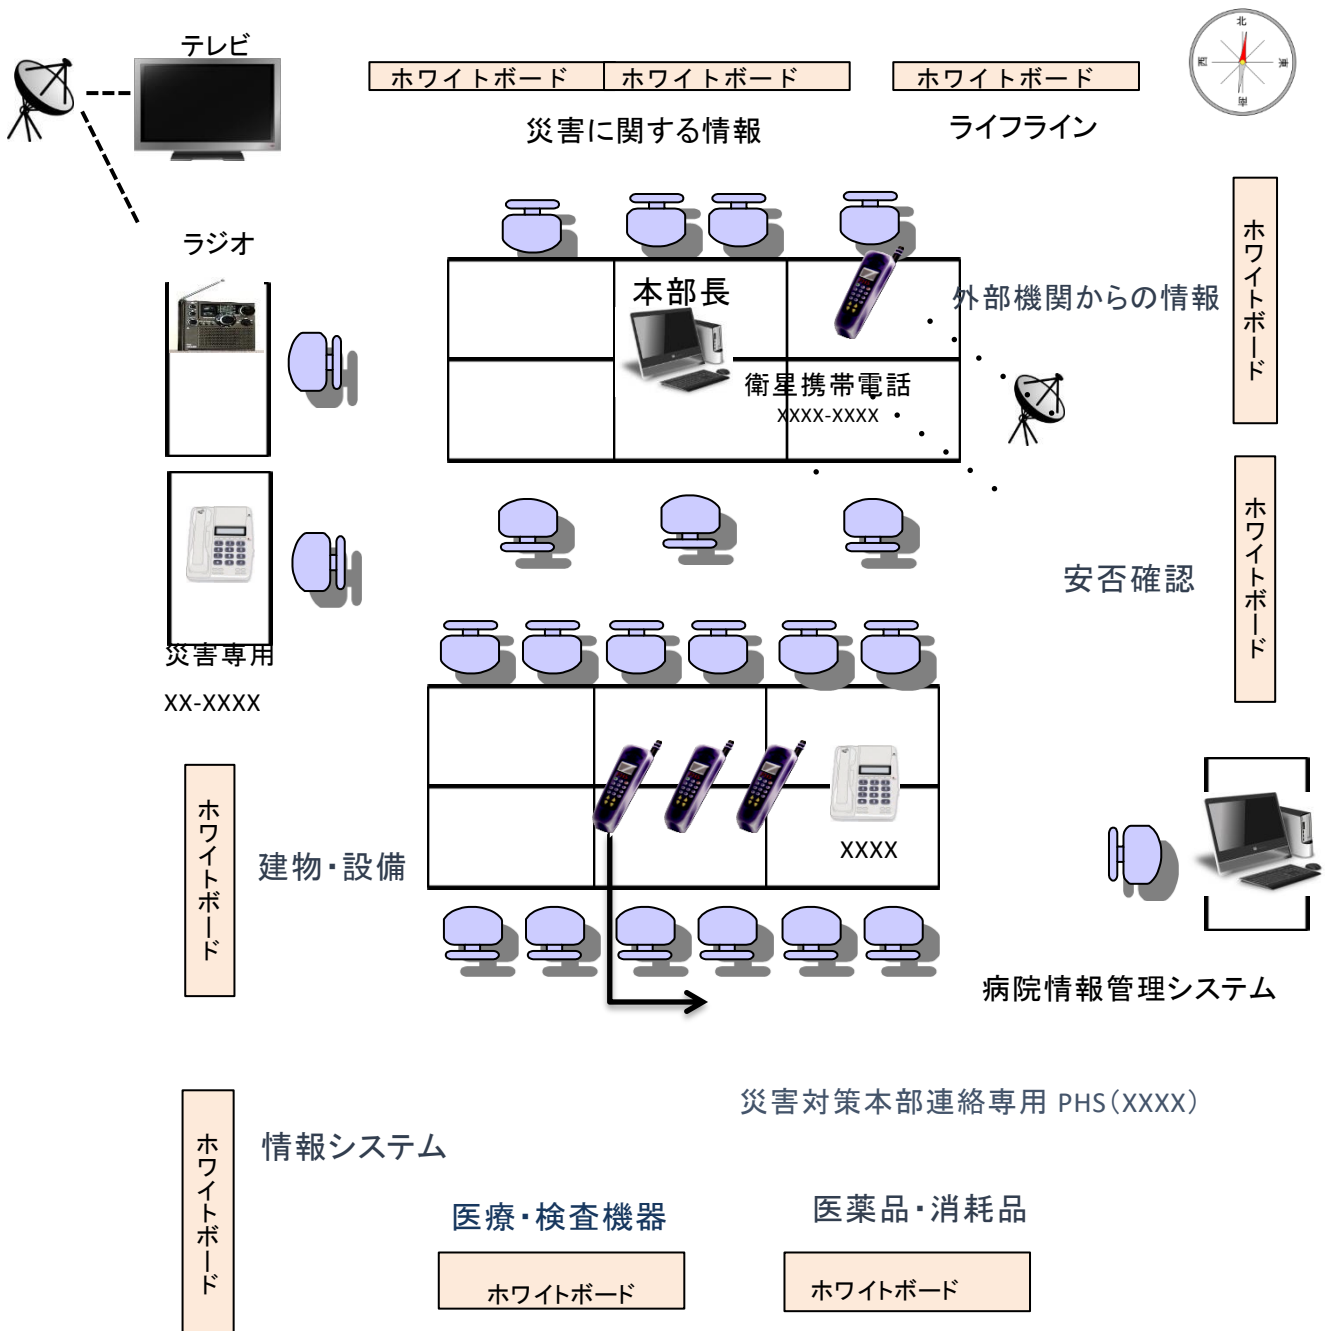 北
西
東
南
テレビ
ホワイトボード
ホワイトボード
ホワイトボード
災害に関する情報
ライフライン
ラジオ
ホワイトボード
本部長
外部機関からの情報
衛星携帯電話
XXXX-XXXX
ホワイトボード
安否確認
災害専用
XX-XXXX
ホワイトボード
建物・設備
XXXX
病院情報管理システム
災害対策本部連絡専用 PHS(XXXX)
ホワイトボード
情報システム
医療・検査機器
医薬品・消耗品
ホワイトボード
ホワイトボード